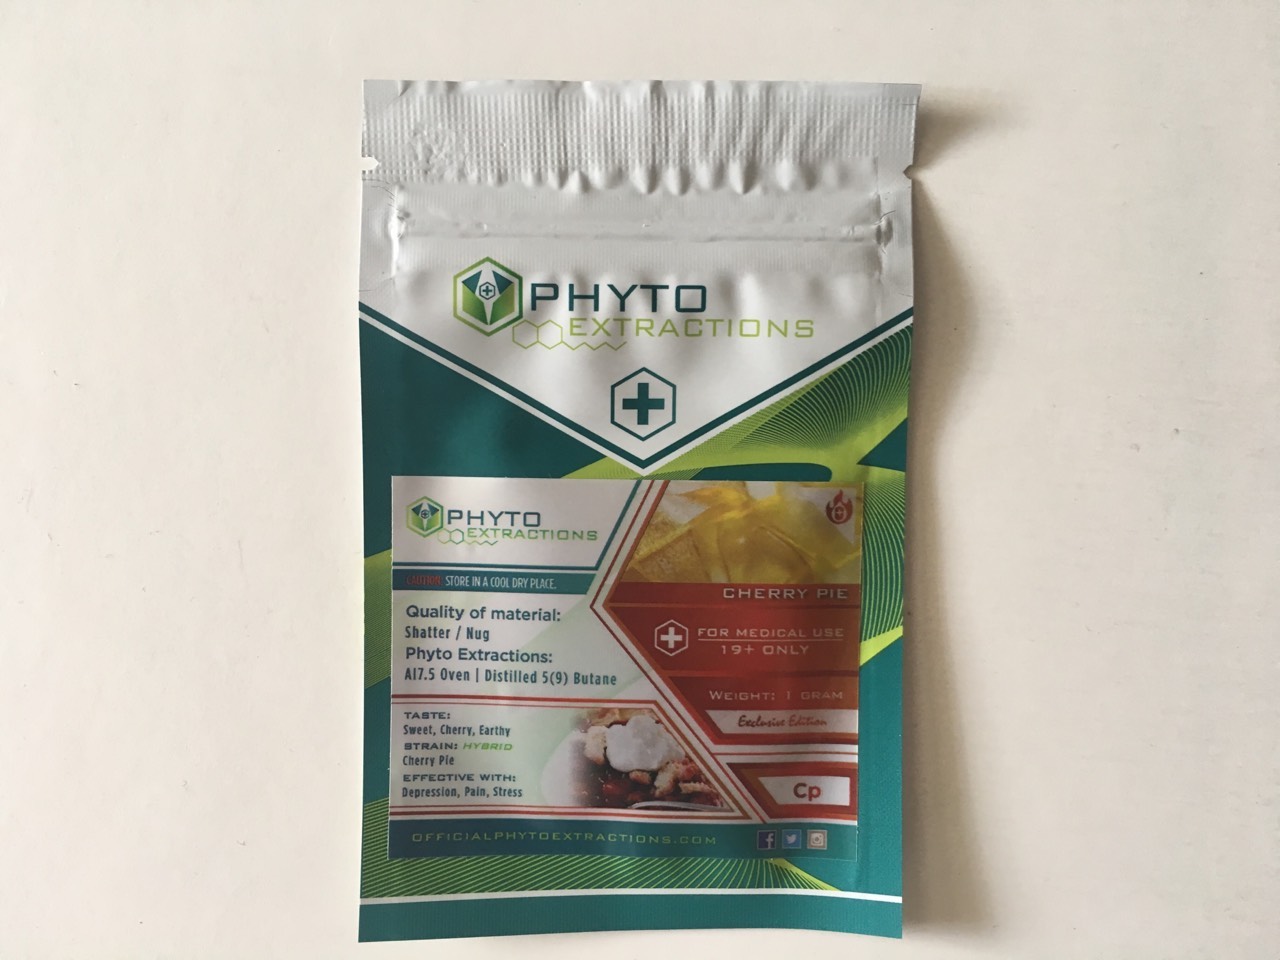 PHYTO
EXTRACTIONS
PHYTO
EXTRACTIONS
CAUTION: STORE IN A COOL DRY PLACE.
Quality of material:
Shatter / Nug
Phyto Extractions:
AI7.5 Oven | Distilled 5(9) Butane
TASTE:
Sweet, Cherry, Earthy
STRAIN: HYBRID
Cherry Pie
EFFECTIVE WITH:
Depression, Pain, Stress
CHERRY PIE
FOR MEDICAL USE
19+ ONLY
WEIGHT: 1 GRAM
Exclusive Edition
Cp
OFFICIALPHYTOEXTRACTIONS.COM